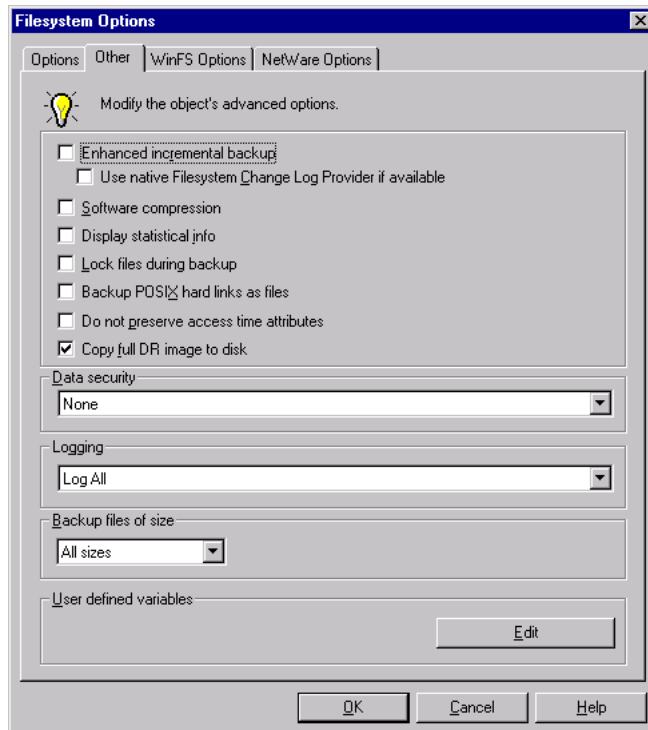 Filesystem Options
Options Other WinFS Options NetWare Options
Modify the object's advanced options.
Enhanced incremental backup
Use native Filesystem Change Log Provider if available
Software compression
Display statistical info
Lock files during backup
Backup POSIX hard links as files
Do not preserve access time attributes
Copy full DR image to disk
Data security
None
Logging
Log All
Backup files of size
All sizes
User defined variables
Edit
OK Cancel Help